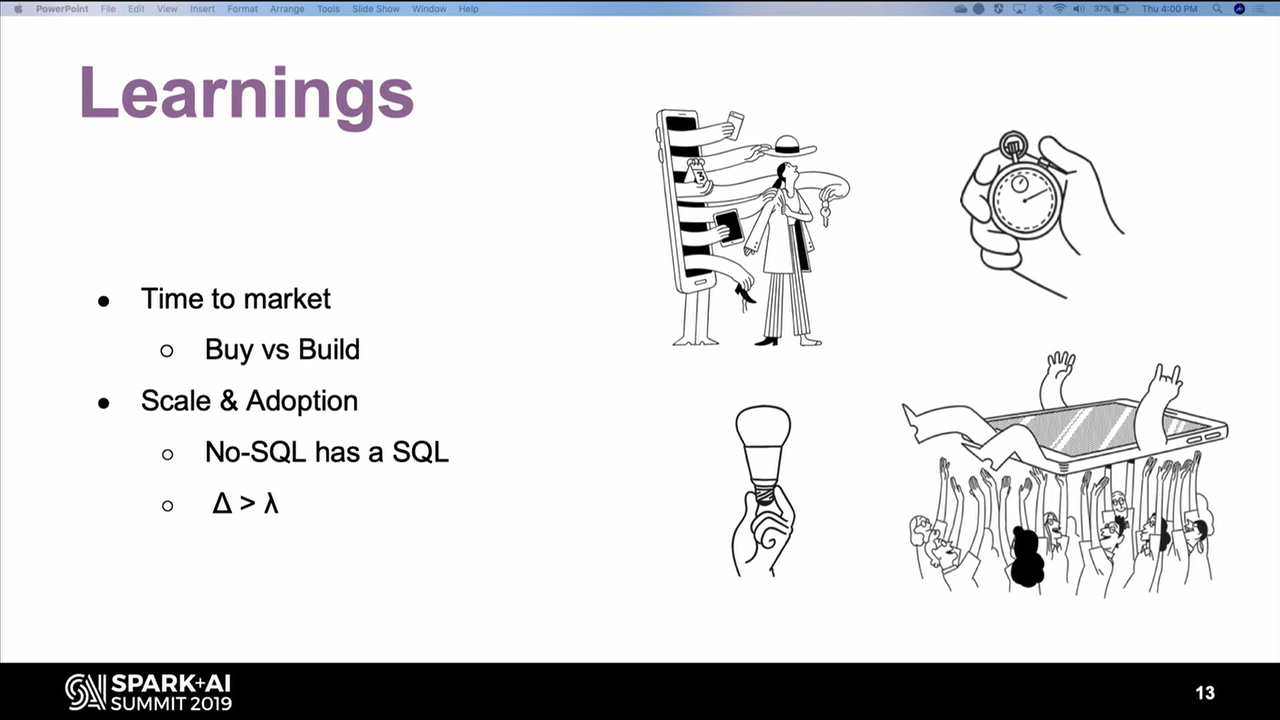 PowerPoint File Edit View Insert Format Arrange Tools Slide Show Window Help 37% Thu 4:00 PM
Learnings
3
● Time to market
○ Buy vs Build
● Scale & Adoption
○ No-SQL has a SQL
○ Δ > λ
SPARK+AI
SUMMIT 2019
13